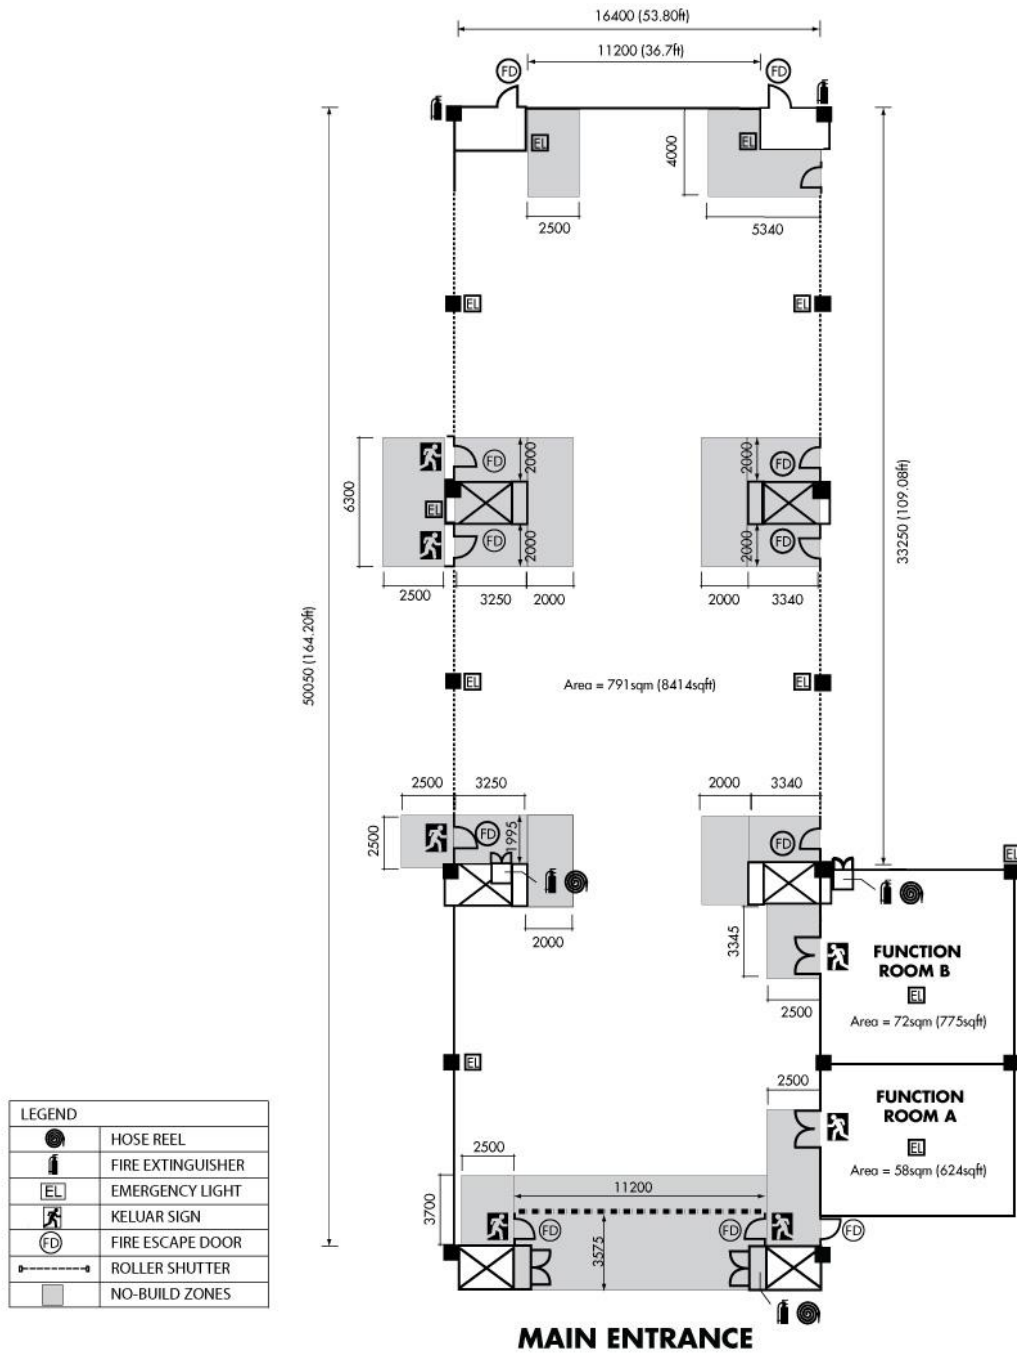 16400 (53.80ft)
11200 (36.7ft)
FD
FD
EL
EL
4000
2500
5340
EL
EL
6300
FD
2000
2000
FD
EL
FD
2000
2000
FD
2500
3250
2000
2000
3340
33250 (109.08ft)
50050 (164.20ft)
EL
EL
Area = 791sqm (8414sqft)
2500
3250
2000
3340
2500
FD
1995
FD
EL
2000
3345
FUNCTION
ROOM B
EL
Area = 72sqm (775sqft)
2500
EL
2500
FUNCTION
ROOM A
EL
Area = 58sqm (624sqft)
2500
11200
3700
FD
FD
FD
3575
LEGEND
HOSE REEL
FIRE EXTINGUISHER
EL EMERGENCY LIGHT
KELUAR SIGN
FD FIRE ESCAPE DOOR
ROLLER SHUTTER
NO-BUILD ZONES
MAIN ENTRANCE